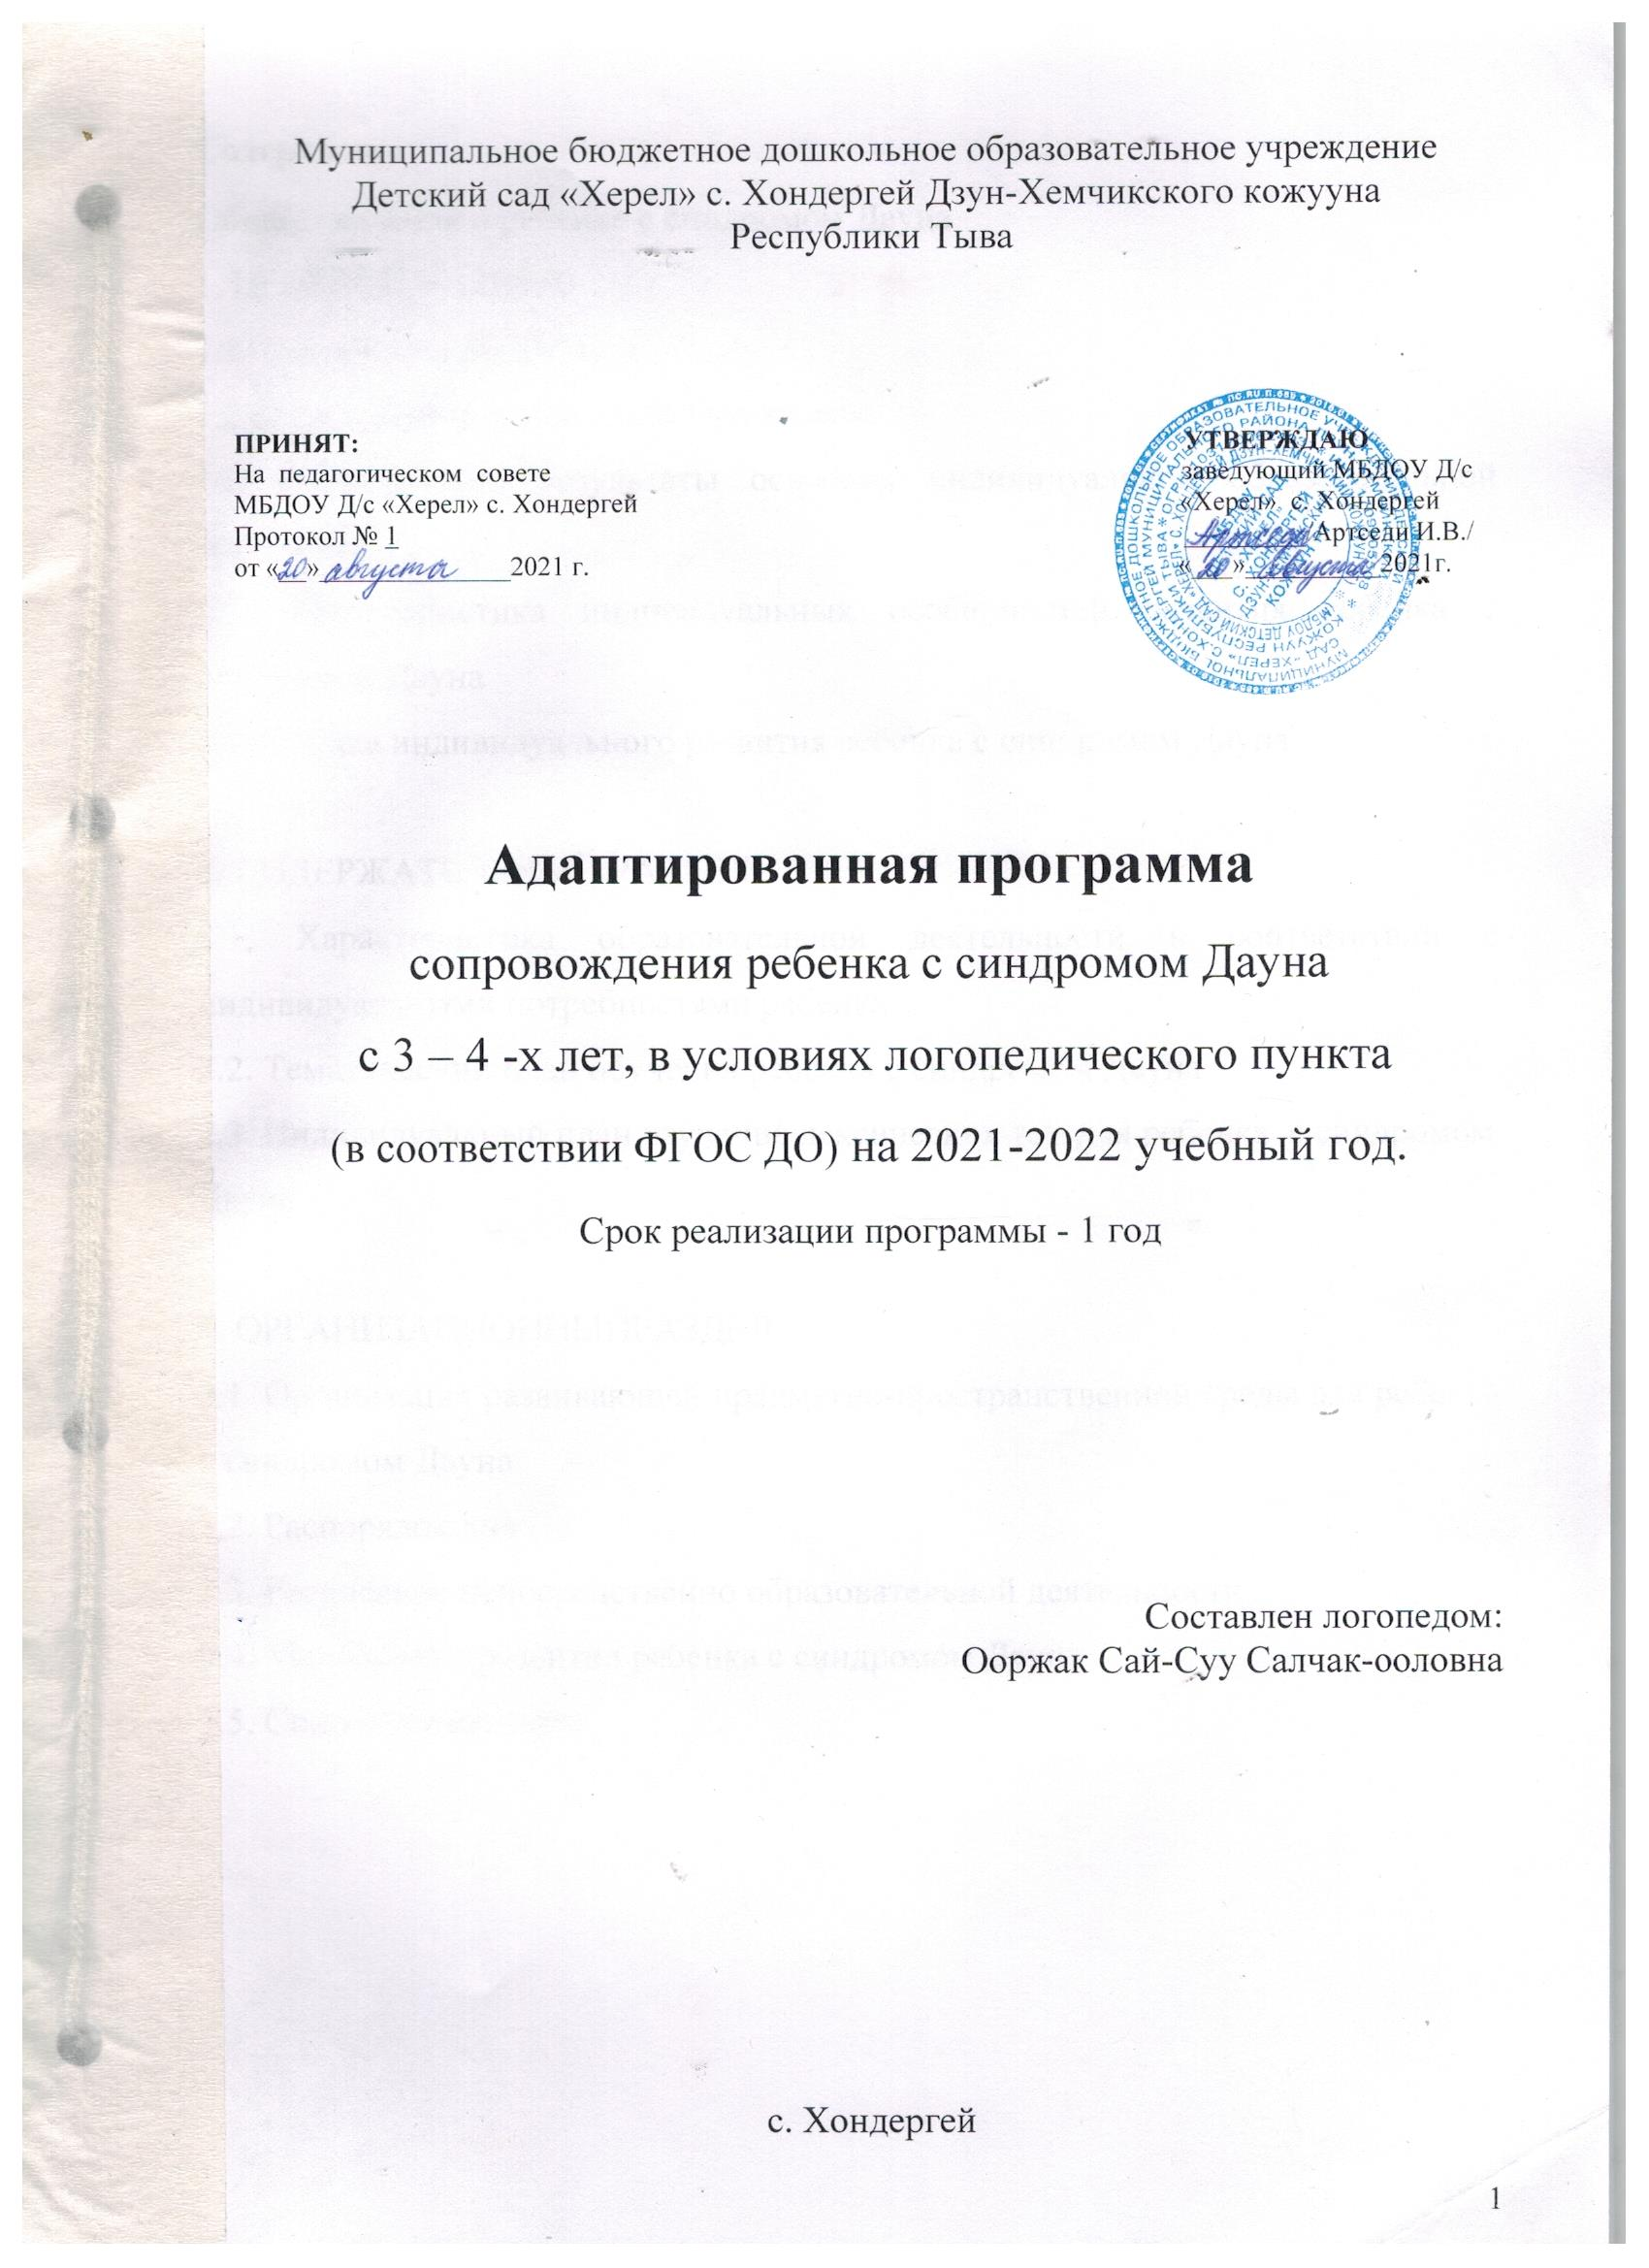 Муниципальное бюджетное дошкольное образовательное учреждение
Детский сад «Херел» с. Хондергей Дзун-Хемчикского кожууна
Республики Тыва
ПРИНЯТ:
На педагогическом совете
МБДОУ Д/с «Херел» с. Хондергей
Протокол № 1
от «20» августа 2021 г.
УТВЕРЖДАЮ
заведующий МБДОУ Д/с
«Херел» с. Хондергей
Артседи И.В./
«20» августа 2021г.
Адаптированная программа
сопровождения ребенка с синдромом Дауна
с 3 – 4 -х лет, в условиях логопедического пункта
(в соответствии ФГОС ДО) на 2021-2022 учебный год.
Срок реализации программы - 1 год
Составлен логопедом:
Ооржак Сай-Суу Салчак-ооловна
с. Хондергей
1